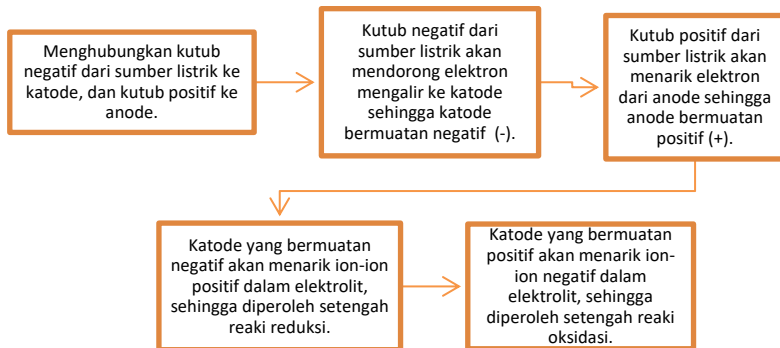 Menghubungkan kutub
negatif dari sumber listrik ke
katode, dan kutub positif ke
anode.
Kutub negatif dari
sumber listrik akan
mendorong elektron
mengalir ke katode
sehingga katode
bermuatan negatif (-).
Kutub positif dari
sumber listrik akan
menarik elektron
dari anode sehingga
anode bermuatan
positif (+).
Katode yang bermuatan
negatif akan menarik ion-ion
positif dalam elektrolit,
sehingga diperoleh setengah
reaki reduksi.
Katode yang bermuatan
positif akan menarik ion-
ion negatif dalam
elektrolit, sehingga
diperoleh setengah reaki
oksidasi.